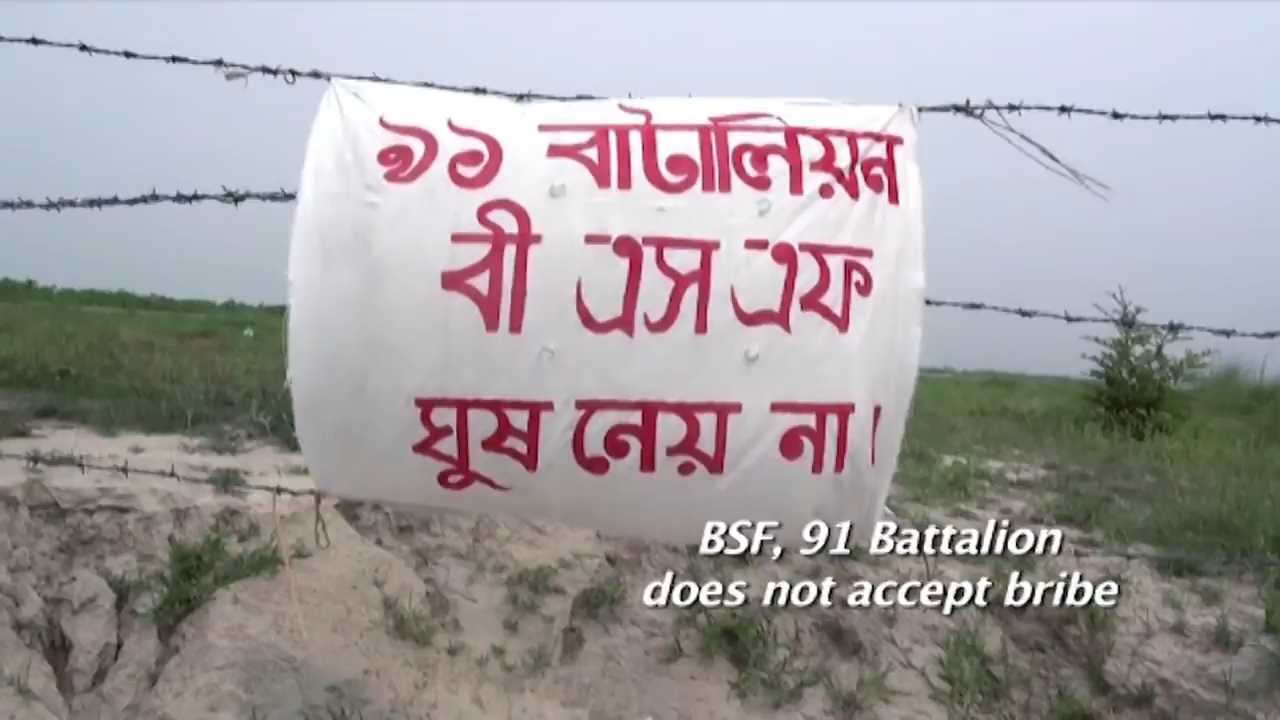 ৯১ বাটালিয়ন
বী এস এফ
ঘুষ নেয় না।
BSF, 91 Battalion
does not accept bribe